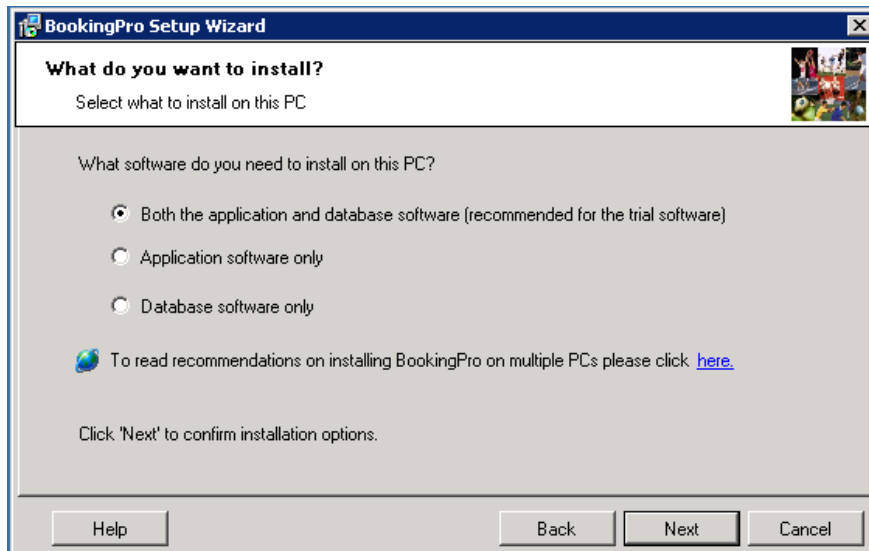 BookingPro Setup Wizard
What do you want to install?
Select what to install on this PC
What software do you need to install on this PC?
Both the application and database software (recommended for the trial software)
Application software only
Database software only
To read recommendations on installing BookingPro on multiple PCs please click here.
Click 'Next' to confirm installation options.
Help Back Next Cancel